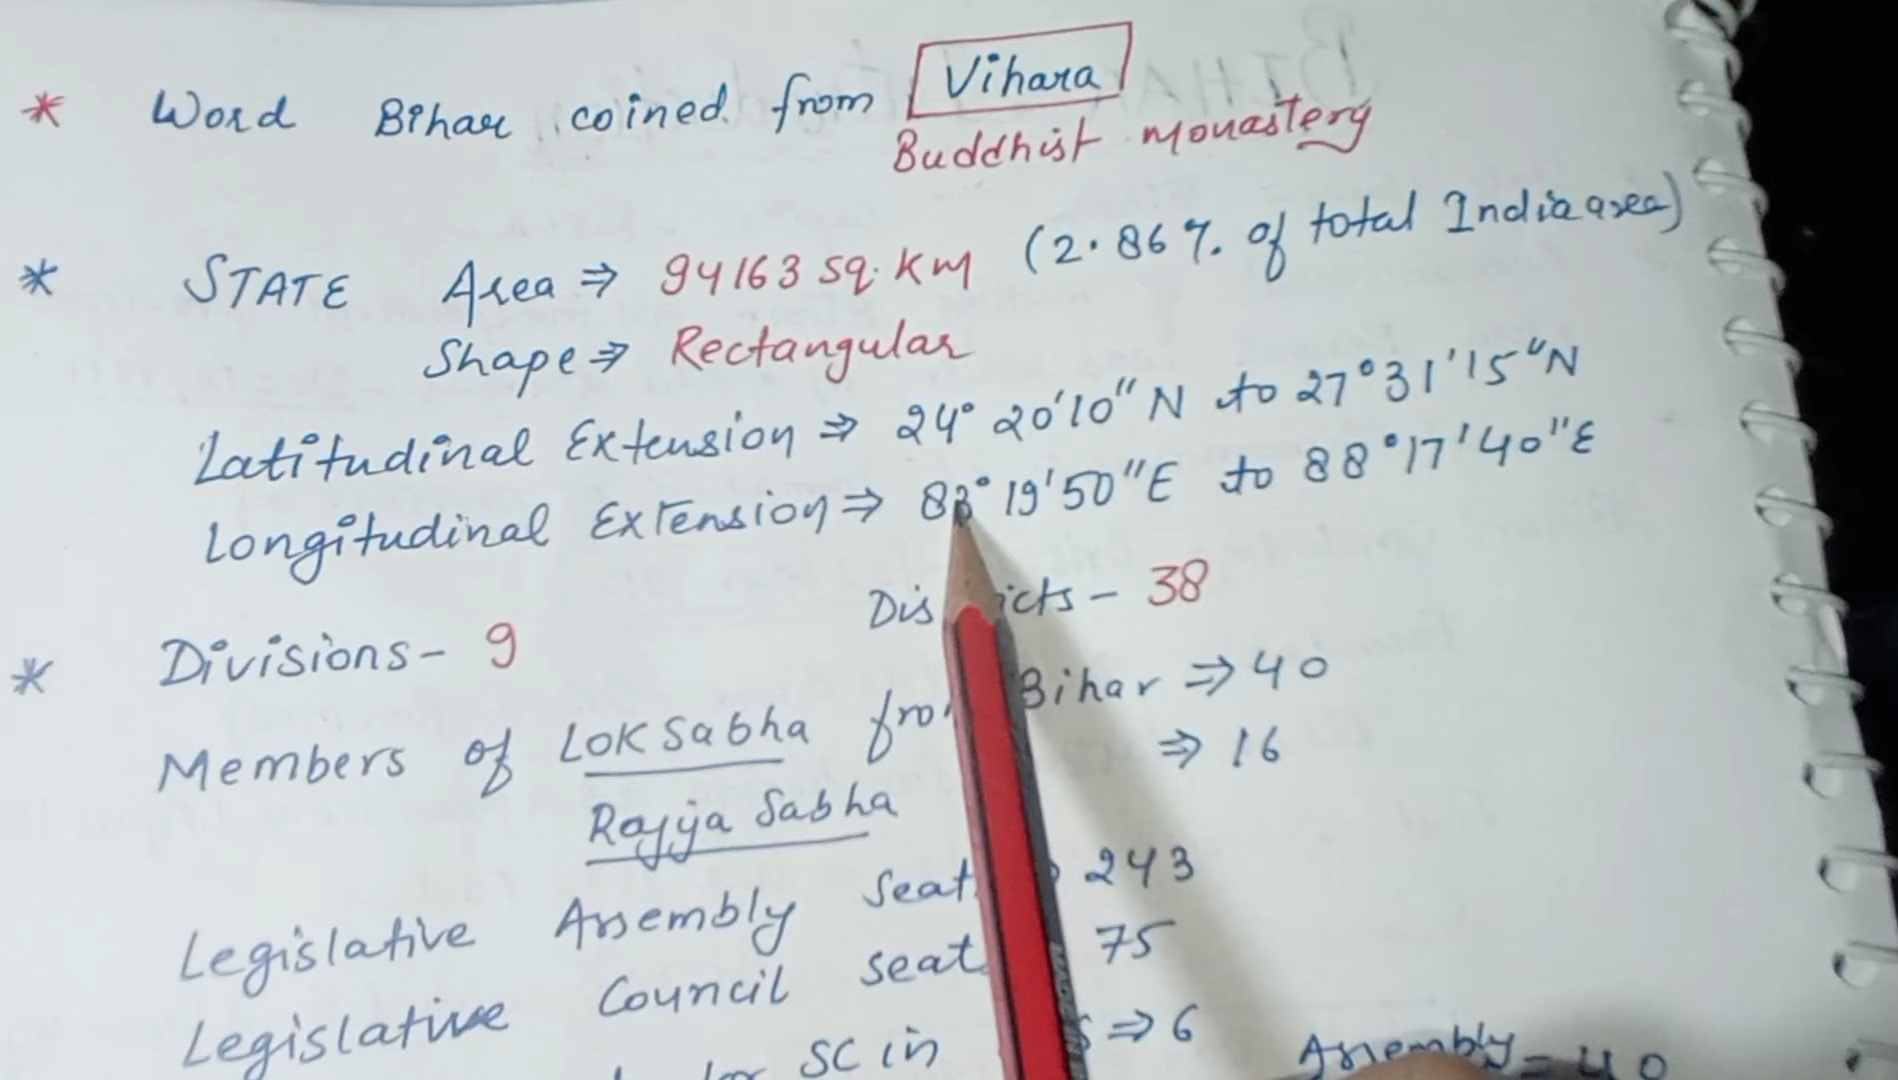 * Word Bihar coined from Vihara
Buddhist monastery
* STATE Area ⇒ 94163 sq. km (2.86% of total India area)
Shape ⇒ Rectangular
Latitudinal Extension ⇒ 24° 20' 10" N to 27° 31' 15" N
Longitudinal Extension ⇒ 83° 19' 50" E to 88° 17' 40" E
* Divisions - 9 Districts - 38
Members of Lok Sabha from Bihar ⇒ 40
Rajya Sabha ⇒ 16
Legislative Assembly seat 243
Legislative Council seat 75
SC in ⇒ 6 Assembly = 40